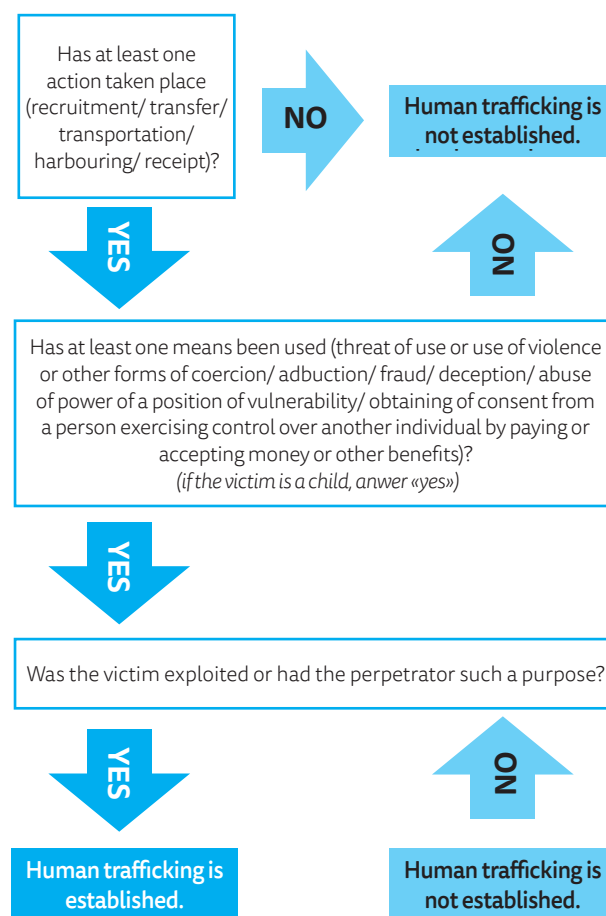 Has at least one
action taken place
(recruitment/ transfer/
transportation/
harbouring/ receipt)?
NO
Human trafficking is
not established.
YES
NO
Has at least one means been used (threat of use or use of violence
or other forms of coercion/ adbuction/ fraud/ deception/ abuse
of power of a position of vulnerability/ obtaining of consent from
a person exercising control over another individual by paying or
accepting money or other benefits)?
(if the victim is a child, anwer «yes»)
YES
Was the victim exploited or had the perpetrator such a purpose?
YES
NO
Human trafficking is
established.
Human trafficking is
not established.